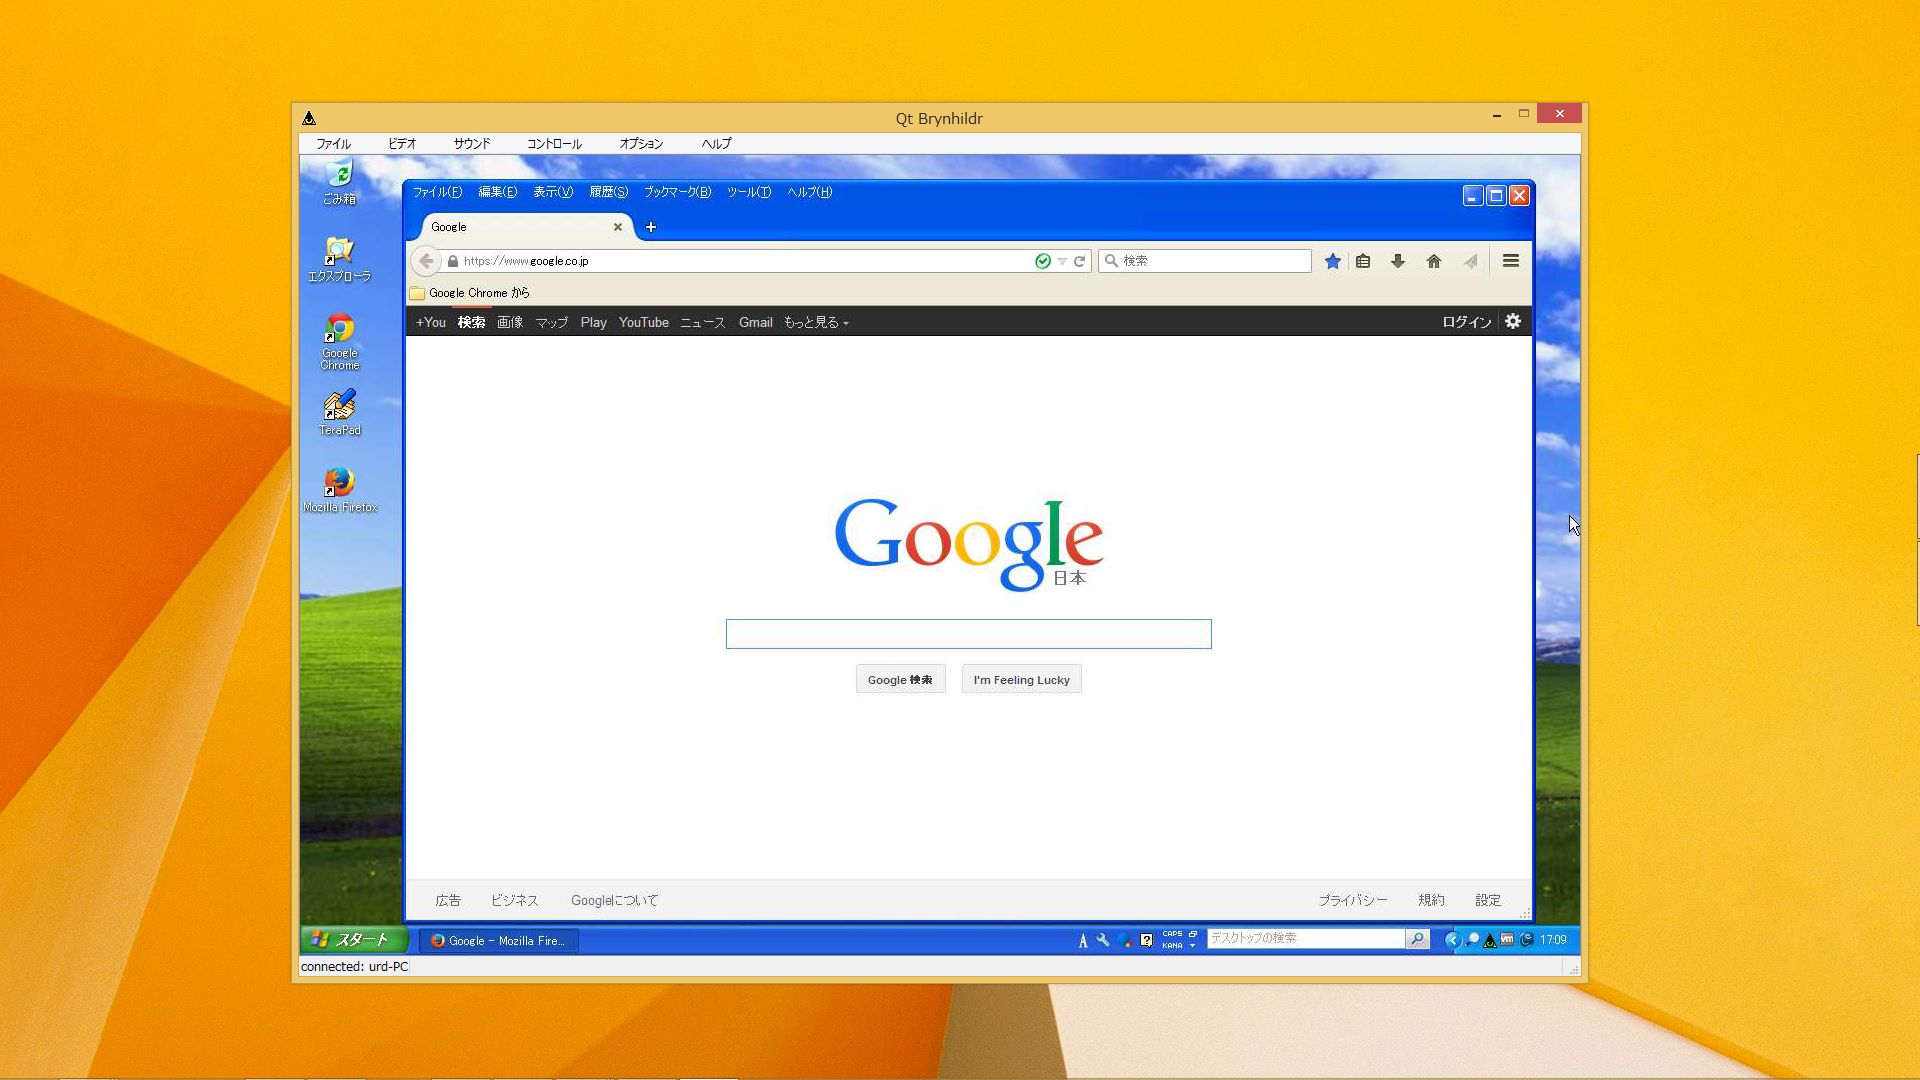 Qt Brynhildr
ファイル ビデオ サウンド コントロール オプション ヘルプ
ごみ箱
エクスプローラ
Google
Chrome
TeraPad
Mozilla Firefox
ファイル(F) 編集(E) 表示(V) 履歴(S) ブックマーク(B) ツール(T) ヘルプ(H)
Google
https://www.google.co.jp
検索
Google Chrome から
+You 検索 画像 マップ Play YouTube ニュース Gmail もっと見る
ログイン
Google
日本
Google 検索 I'm Feeling Lucky
広告 ビジネス Googleについて プライバシー 規約 設定
スタート Google - Mozilla Fire... A CAPS KANA デスクトップの検索 17:09
connected: urd-PC